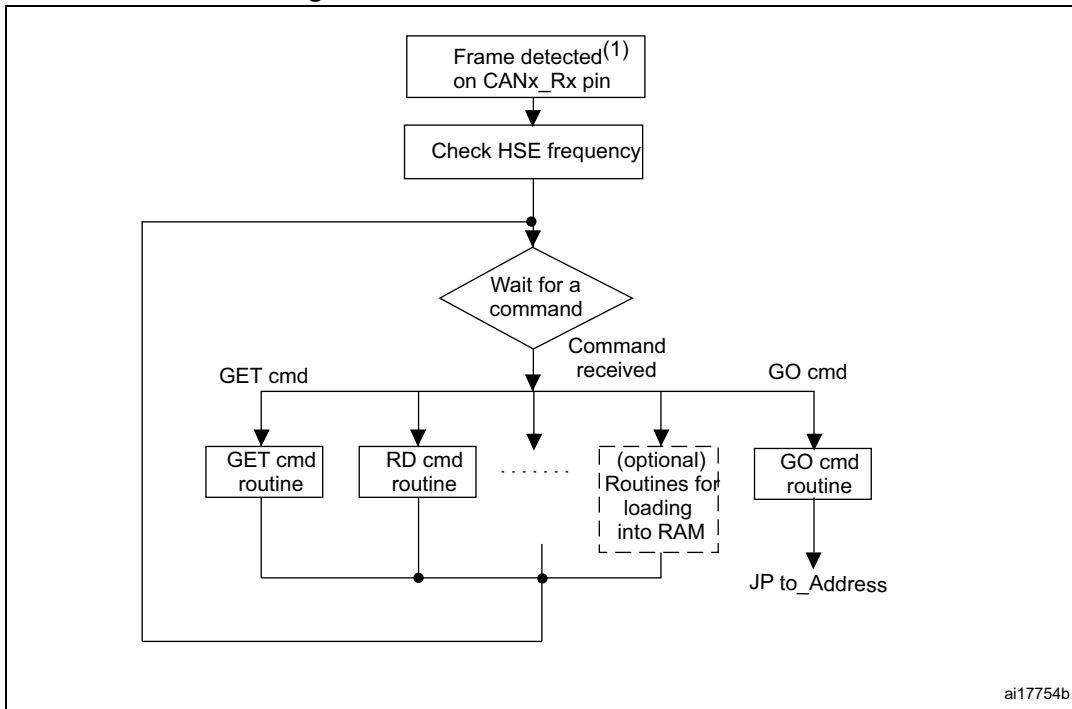 Frame detected(1)
on CANx_Rx pin
Check HSE frequency
Wait for a
command
Command
received
GET cmd
GO cmd
GET cmd
routine
RD cmd
routine
. . . . . . .
(optional)
Routines for
loading
into RAM
GO cmd
routine
JP to_Address
ai17754b